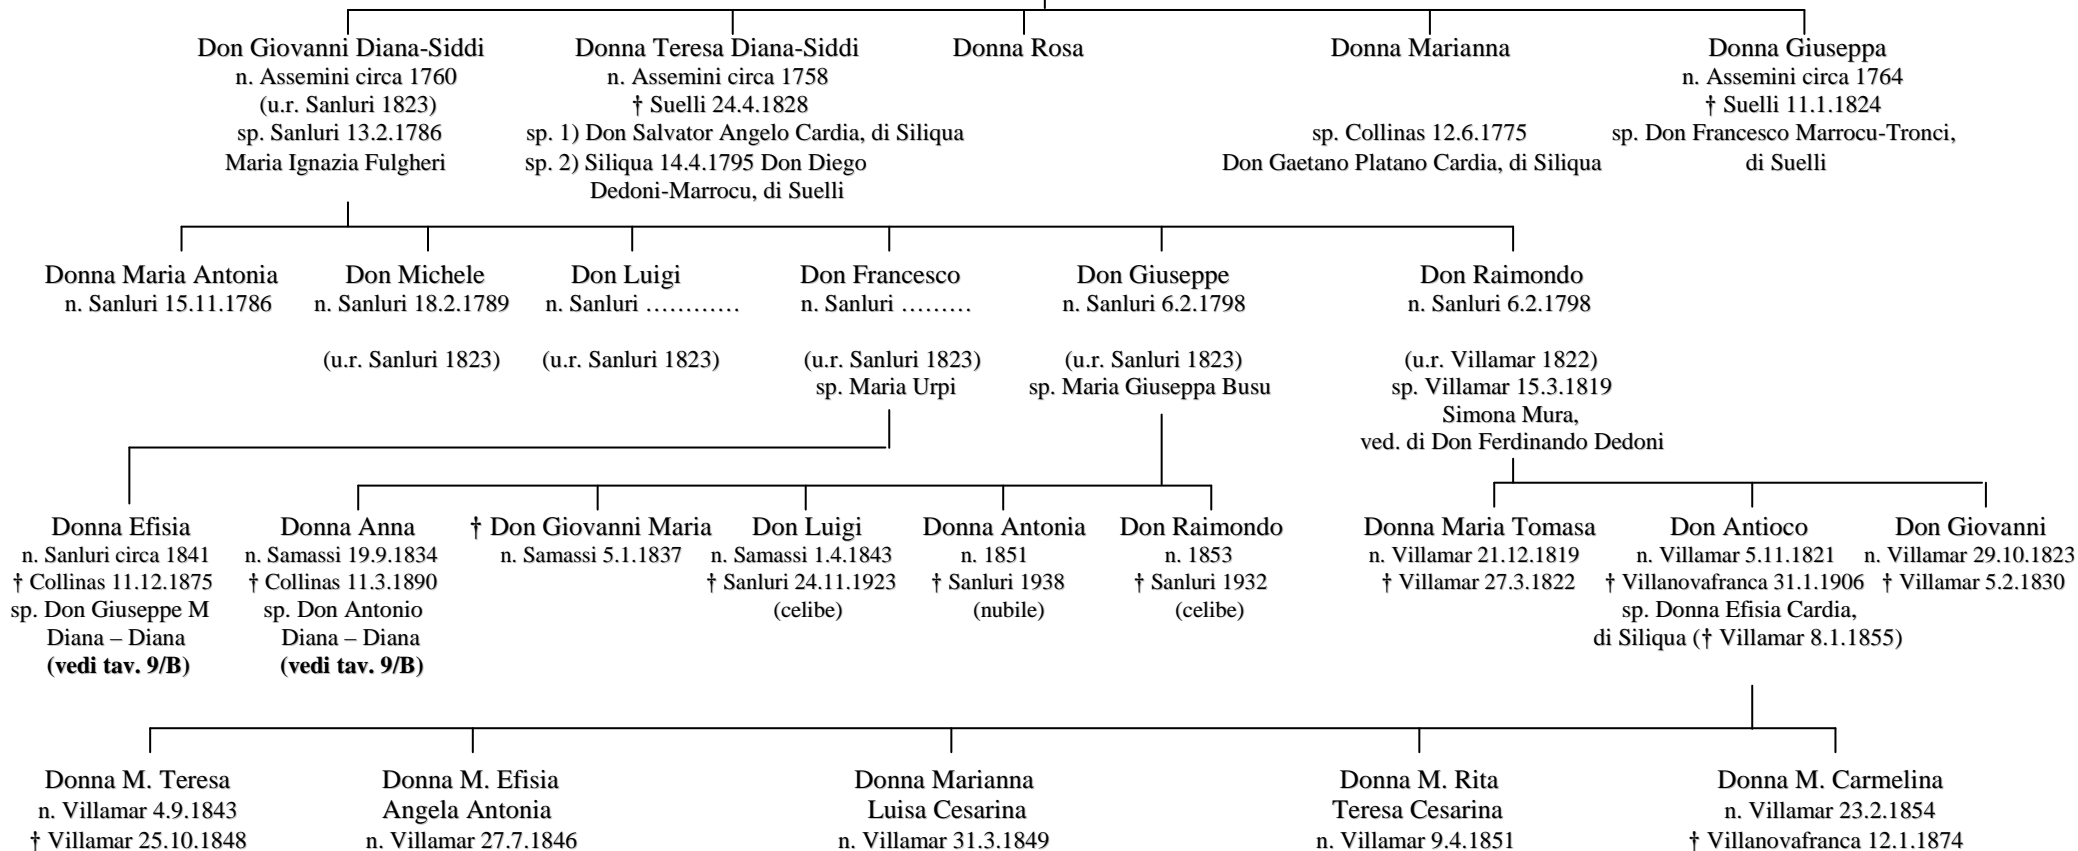 Don Giovanni Diana-Siddi
n. Assemini circa 1760
(u.r. Sanluri 1823)
sp. Sanluri 13.2.1786
Maria Ignazia Fulgheri
Donna Teresa Diana-Siddi
n. Assemini circa 1758
† Suelli 24.4.1828
sp. 1) Don Salvator Angelo Cardia, di Siliqua
sp. 2) Siliqua 14.4.1795 Don Diego
Dedoni-Marrocu, di Suelli
Donna Rosa
Donna Marianna
sp. Collinas 12.6.1775
Don Gaetano Platano Cardia, di Siliqua
Donna Giuseppa
n. Assemini circa 1764
† Suelli 11.1.1824
sp. Don Francesco Marrocu-Tronci,
di Suelli
Donna Maria Antonia
n. Sanluri 15.11.1786
Don Michele
n. Sanluri 18.2.1789
(u.r. Sanluri 1823)
Don Luigi
n. Sanluri …………
(u.r. Sanluri 1823)
Don Francesco
n. Sanluri ………
(u.r. Sanluri 1823)
sp. Maria Urpi
Don Giuseppe
n. Sanluri 6.2.1798
(u.r. Sanluri 1823)
sp. Maria Giuseppa Busu
Don Raimondo
n. Sanluri 6.2.1798
(u.r. Villamar 1822)
sp. Villamar 15.3.1819
Simona Mura,
ved. di Don Ferdinando Dedoni
Donna Efisia
n. Sanluri circa 1841
† Collinas 11.12.1875
sp. Don Giuseppe M
Diana – Diana
(vedi tav. 9/B)
Donna Anna
n. Samassi 19.9.1834
† Collinas 11.3.1890
sp. Don Antonio
Diana – Diana
(vedi tav. 9/B)
† Don Giovanni Maria
n. Samassi 5.1.1837
Don Luigi
n. Samassi 1.4.1843
† Sanluri 24.11.1923
(celibe)
Donna Antonia
n. 1851
† Sanluri 1938
(nubile)
Don Raimondo
n. 1853
† Sanluri 1932
(celibe)
Donna Maria Tomasa
n. Villamar 21.12.1819
† Villamar 27.3.1822
Don Antioco
n. Villamar 5.11.1821
† Villanovafranca 31.1.1906
sp. Donna Efisia Cardia,
di Siliqua († Villamar 8.1.1855)
Don Giovanni
n. Villamar 29.10.1823
† Villamar 5.2.1830
Donna M. Teresa
n. Villamar 4.9.1843
† Villamar 25.10.1848
Donna M. Efisia
Angela Antonia
n. Villamar 27.7.1846
Donna Marianna
Luisa Cesarina
n. Villamar 31.3.1849
Donna M. Rita
Teresa Cesarina
n. Villamar 9.4.1851
Donna M. Carmelina
n. Villamar 23.2.1854
† Villanovafranca 12.1.1874